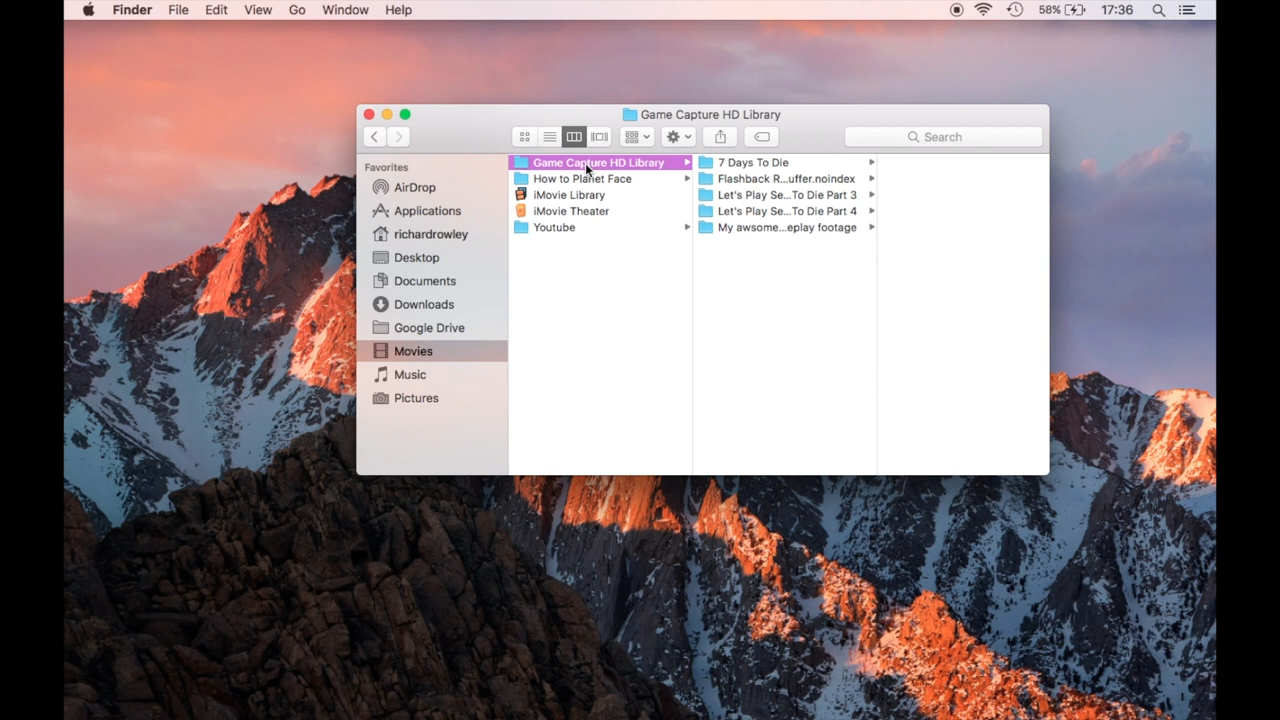 Finder File Edit View Go Window Help 58% 17:36
Game Capture HD Library
Search
Favorites
AirDrop
Applications
richardrowley
Desktop
Documents
Downloads
Google Drive
Movies
Music
Pictures
Game Capture HD Library
How to Planet Face
iMovie Library
iMovie Theater
Youtube
7 Days To Die
Flashback R...uffer.noindex
Let's Play Se...To Die Part 3
Let's Play Se...To Die Part 4
My awsome...eplay footage